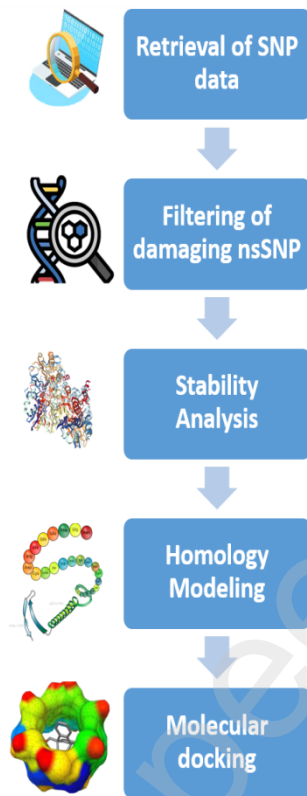 Retrieval of SNP
data
Filtering of
damaging nsSNP
Stability
Analysis
Homology
Modeling
Molecular
docking